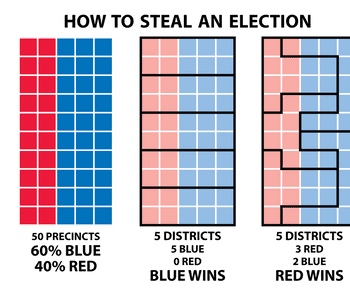 HOW TO STEAL AN ELECTION
50 PRECINCTS
60% BLUE
40% RED
5 DISTRICTS
5 BLUE
0 RED
BLUE WINS
5 DISTRICTS
3 RED
2 BLUE
RED WINS